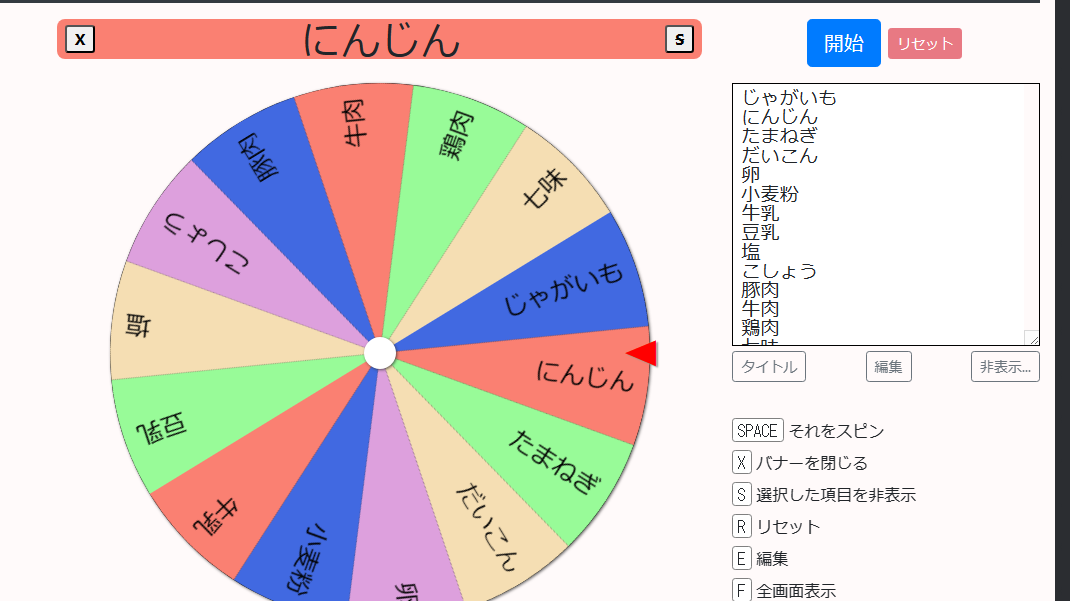 X
にんじん
S
開始
リセット
牛肉
鶏肉
七味
じゃがいも
にんじん
たまねぎ
だいこん
卵
小麦粉
牛乳
豆乳
塩
こしょう
豚肉
じゃがいも
にんじん
たまねぎ
だいこん
卵
小麦粉
牛乳
豆乳
塩
こしょう
豚肉
牛肉
鶏肉
七味
タイトル
編集
非表示...
SPACE それをスピン
X バナーを閉じる
S 選択した項目を非表示
R リセット
E 編集
F 全画面表示